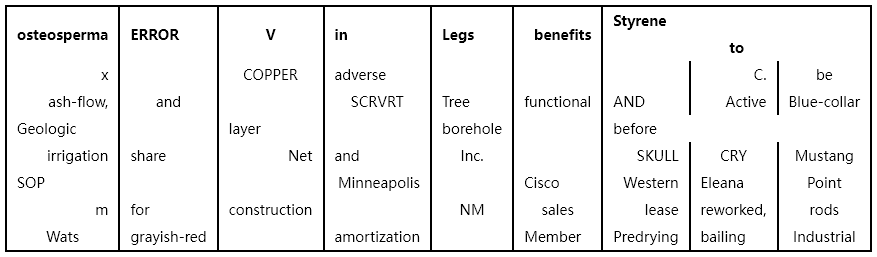 osteosperma ERROR V in Legs benefits Styrene
to
x COPPER adverse C. be
ash-flow, and SCRVRT Tree functional AND Active Blue-collar
Geologic layer borehole before
irrigation share Net and Inc. SKULL CRY Mustang
SOP Minneapolis Cisco Western Eleana Point
m for construction NM sales lease reworked, rods
Wats grayish-red amortization Member Predrying bailing Industrial